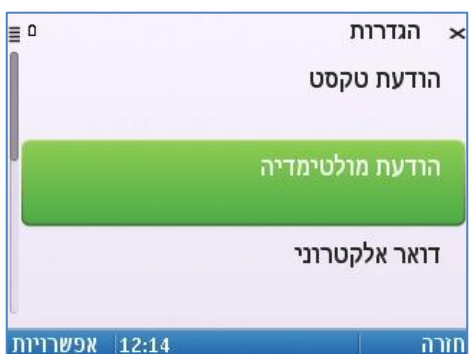 הגדרות
הודעת טקסט
הודעת מולטימדיה
דואר אלקטרוני
חזרה 12:14 אפשרויות